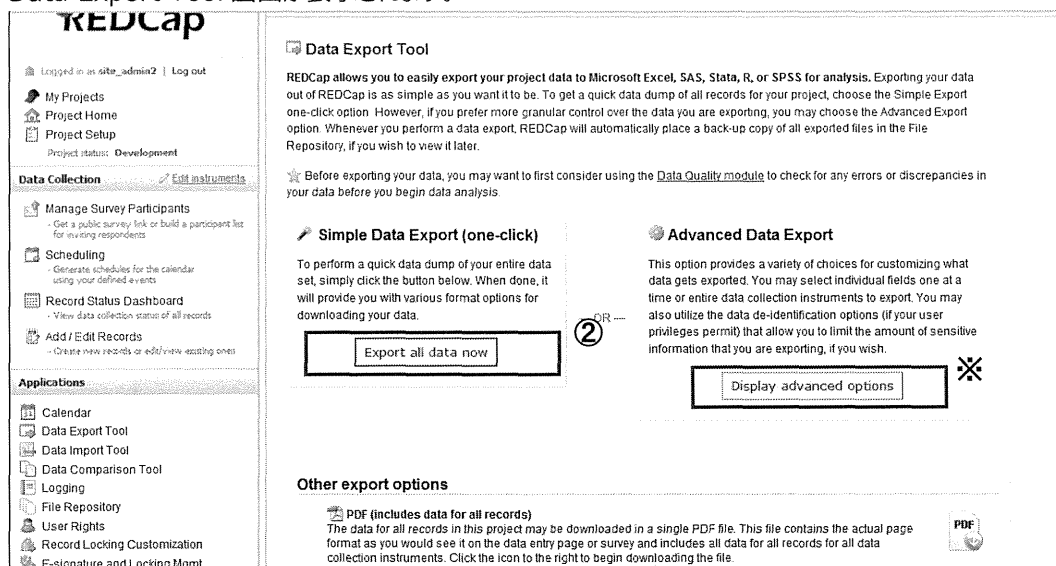 Data Export Tool 画面が表示されます。
REDCap
Logged in as site_admin2 | Log out
My Projects
Project Home
Project Setup
Project status: Development
Data Collection Edit instruments
Manage Survey Participants
- Get a public survey link or build a participant list
for inviting respondents
Scheduling
- Generate schedules for the calendar
using your defined events
Record Status Dashboard
- View data collection status of all records
Add / Edit Records
- Create new records or edit/view existing ones
Applications
Calendar
Data Export Tool
Data Import Tool
Data Comparison Tool
Logging
File Repository
User Rights
Record Locking Customization
E-signature and Locking Mgmt
Data Export Tool
REDCap allows you to easily export your project data to Microsoft Excel, SAS, Stata, R, or SPSS for analysis. Exporting your data
out of REDCap is as simple as you want it to be. To get a quick data dump of all records for your project, choose the Simple Export
one-click option. However, if you prefer more granular control over the data you are exporting, you may choose the Advanced Export
option. Whenever you perform a data export, REDCap will automatically place a back-up copy of all exported files in the File
Repository, if you wish to view it later.
Before exporting your data, you may want to first consider using the Data Quality module to check for any errors or discrepancies in
your data before you begin data analysis.
Simple Data Export (one-click)
To perform a quick data dump of your entire data
set, simply click the button below. When done, it
will provide you with various format options for
downloading your data.
Export all data now
②
OR
Advanced Data Export
This option provides a variety of choices for customizing what
data gets exported. You may select individual fields one at a
time or entire data collection instruments to export. You may
also utilize the data de-identification options (if your user
privileges permit) that allow you to limit the amount of sensitive
information that you are exporting, if you wish.
Display advanced options
※
Other export options
PDF (includes data for all records)
The data for all records in this project may be downloaded in a single PDF file. This file contains the actual page
format as you would see it on the data entry page or survey and includes all data for all records for all data
collection instruments. Click the icon to the right to begin downloading the file.
PDF